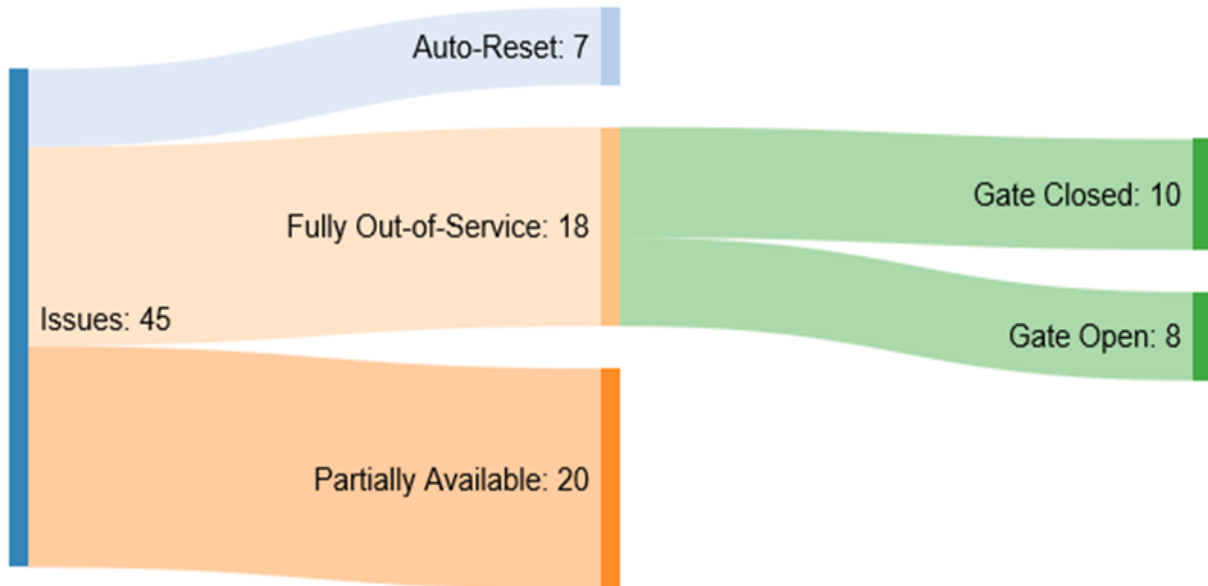 Auto-Reset: 7
Fully Out-of-Service: 18
Gate Closed: 10
Issues: 45
Gate Open: 8
Partially Available: 20